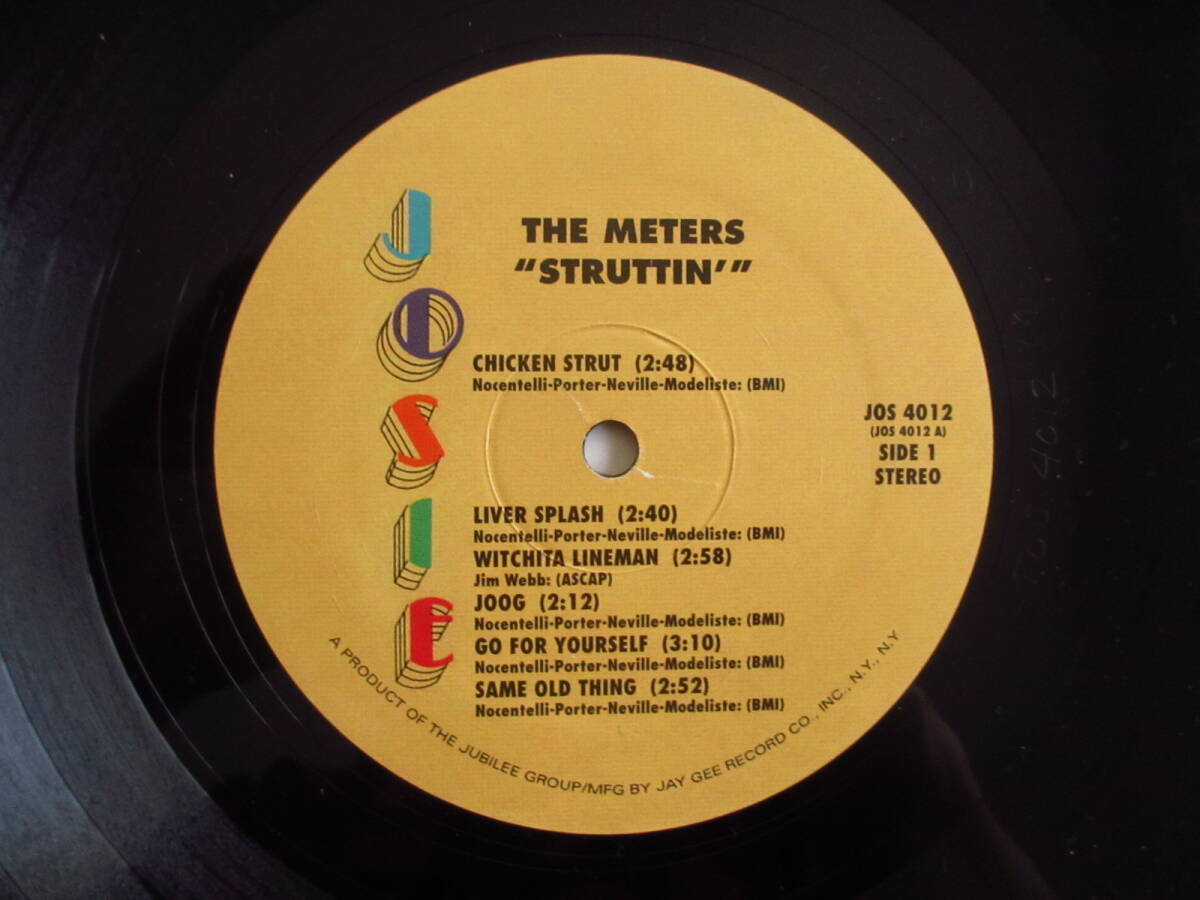 JOSIE
THE METERS
"STRUTTIN'"
CHICKEN STRUT (2:48)
Nocentelli-Porter-Neville-Modeliste: (BMI)
JOS 4012
(JOS 4012 A)
SIDE 1
STEREO
LIVER SPLASH (2:40)
Nocentelli-Porter-Neville-Modeliste: (BMI)
WITCHITA LINEMAN (2:58)
Jim Webb: (ASCAP)
JOOG (2:12)
Nocentelli-Porter-Neville-Modeliste: (BMI)
GO FOR YOURSELF (3:10)
Nocentelli-Porter-Neville-Modeliste: (BMI)
SAME OLD THING (2:52)
Nocentelli-Porter-Neville-Modeliste: (BMI)
A PRODUCT OF THE JUBILEE GROUP/MFG BY JAY GEE RECORD CO., INC., N.Y., N.Y